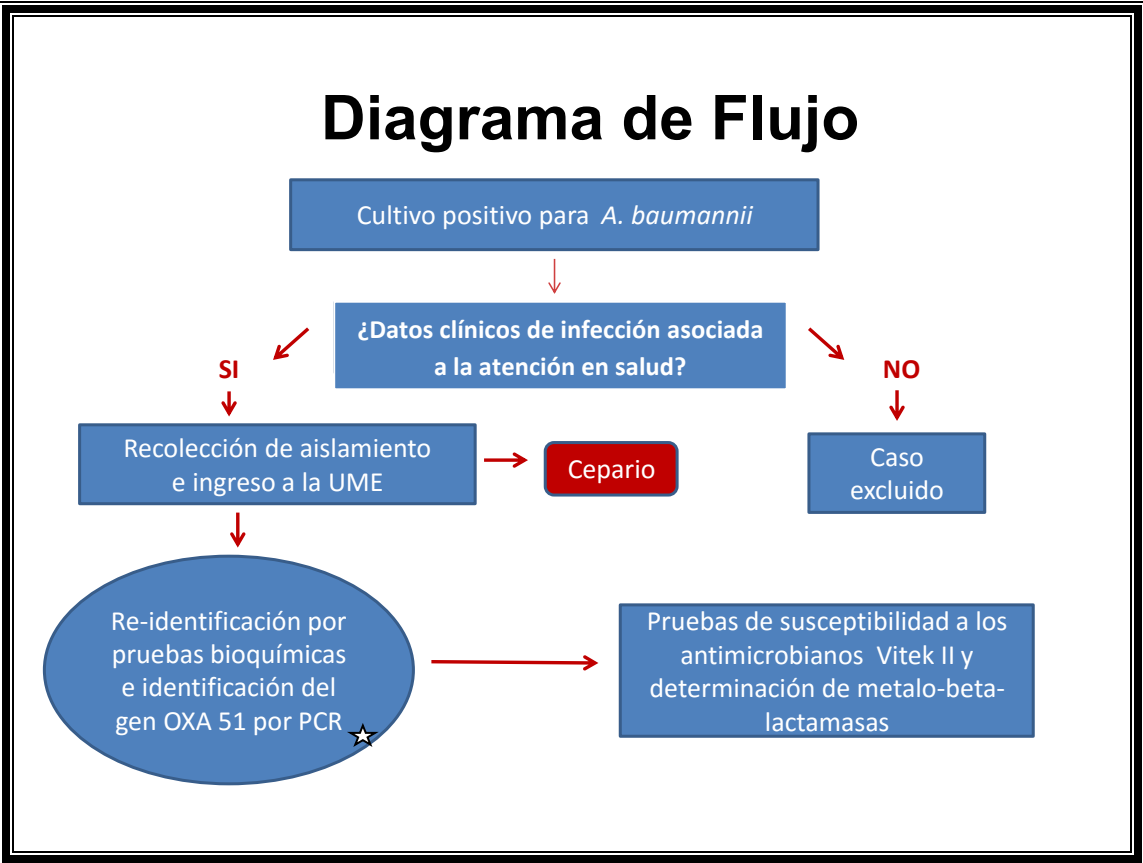 Diagrama de Flujo
Cultivo positivo para A. baumannii
¿Datos clínicos de infección asociada
a la atención en salud?
SI
NO
Recolección de aislamiento
e ingreso a la UME
Cepario
Caso
excluido
Re-identificación por
pruebas bioquímicas
e identificación del
gen OXA 51 por PCR
Pruebas de susceptibilidad a los
antimicrobianos Vitek II y
determinación de metalo-beta-
lactamasas